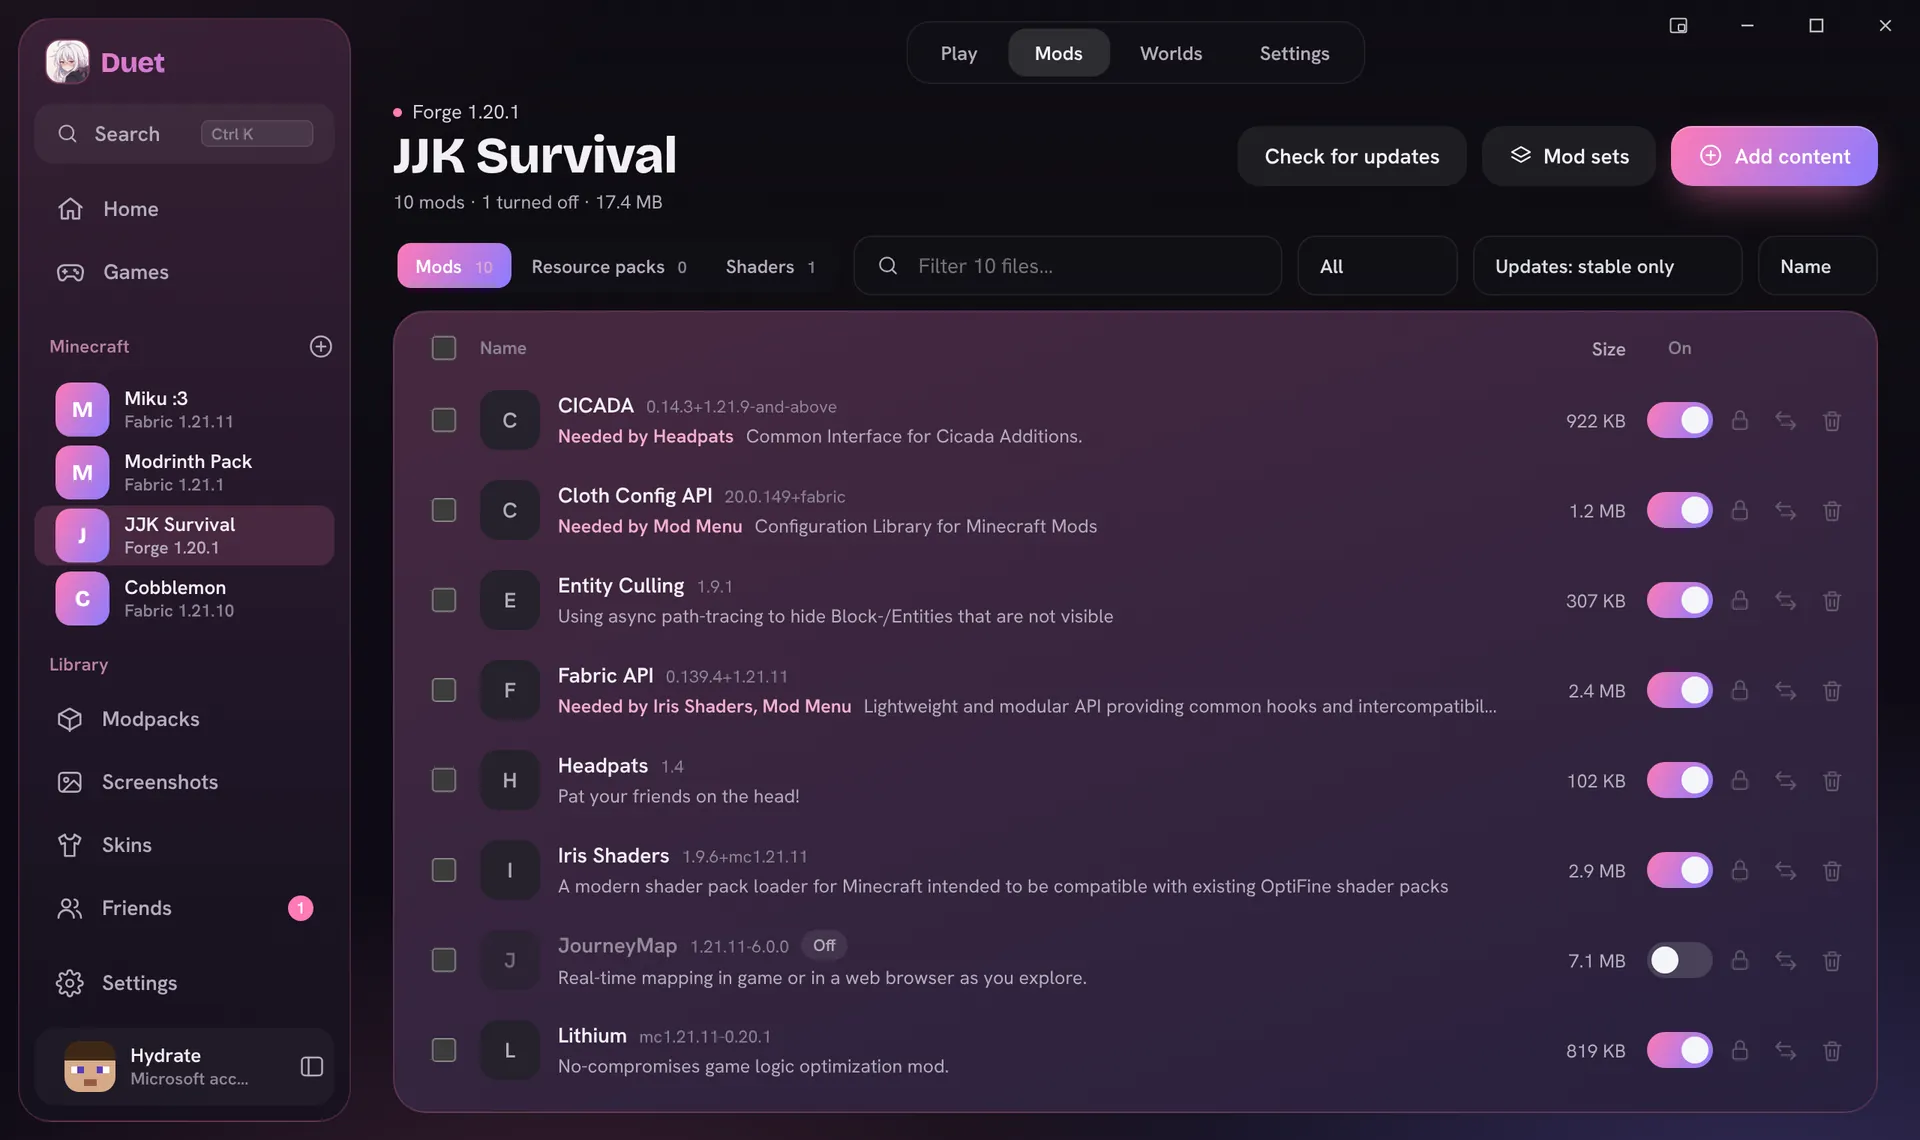 Duet
Search Ctrl K
Home
Games
Minecraft
M Miku :3
Fabric 1.21.11
M Modrinth Pack
Fabric 1.21.1
J JJK Survival
Forge 1.20.1
C Cobblemon
Fabric 1.21.10
Library
Modpacks
Screenshots
Skins
Friends 1
Settings
Hydrate
Microsoft acc...
Play Mods Worlds Settings
Forge 1.20.1
JJK Survival
10 mods · 1 turned off · 17.4 MB
Check for updates Mod sets Add content
Mods 10 Resource packs 0 Shaders 1 Filter 10 files... All Updates: stable only Name
Name Size On
C CICADA 0.14.3+1.21.9-and-above 922 KB
Needed by Headpats Common Interface for Cicada Additions.
C Cloth Config API 20.0.149+fabric 1.2 MB
Needed by Mod Menu Configuration Library for Minecraft Mods
E Entity Culling 1.9.1 307 KB
Using async path-tracing to hide Block-/Entities that are not visible
F Fabric API 0.139.4+1.21.11 2.4 MB
Needed by Iris Shaders, Mod Menu Lightweight and modular API providing common hooks and intercompatibil...
H Headpats 1.4 102 KB
Pat your friends on the head!
I Iris Shaders 1.9.6+mc1.21.11 2.9 MB
A modern shader pack loader for Minecraft intended to be compatible with existing OptiFine shader packs
J JourneyMap 1.21.11-6.0.0 Off 7.1 MB
Real-time mapping in game or in a web browser as you explore.
L Lithium mc1.21.11-0.20.1 819 KB
No-compromises game logic optimization mod.